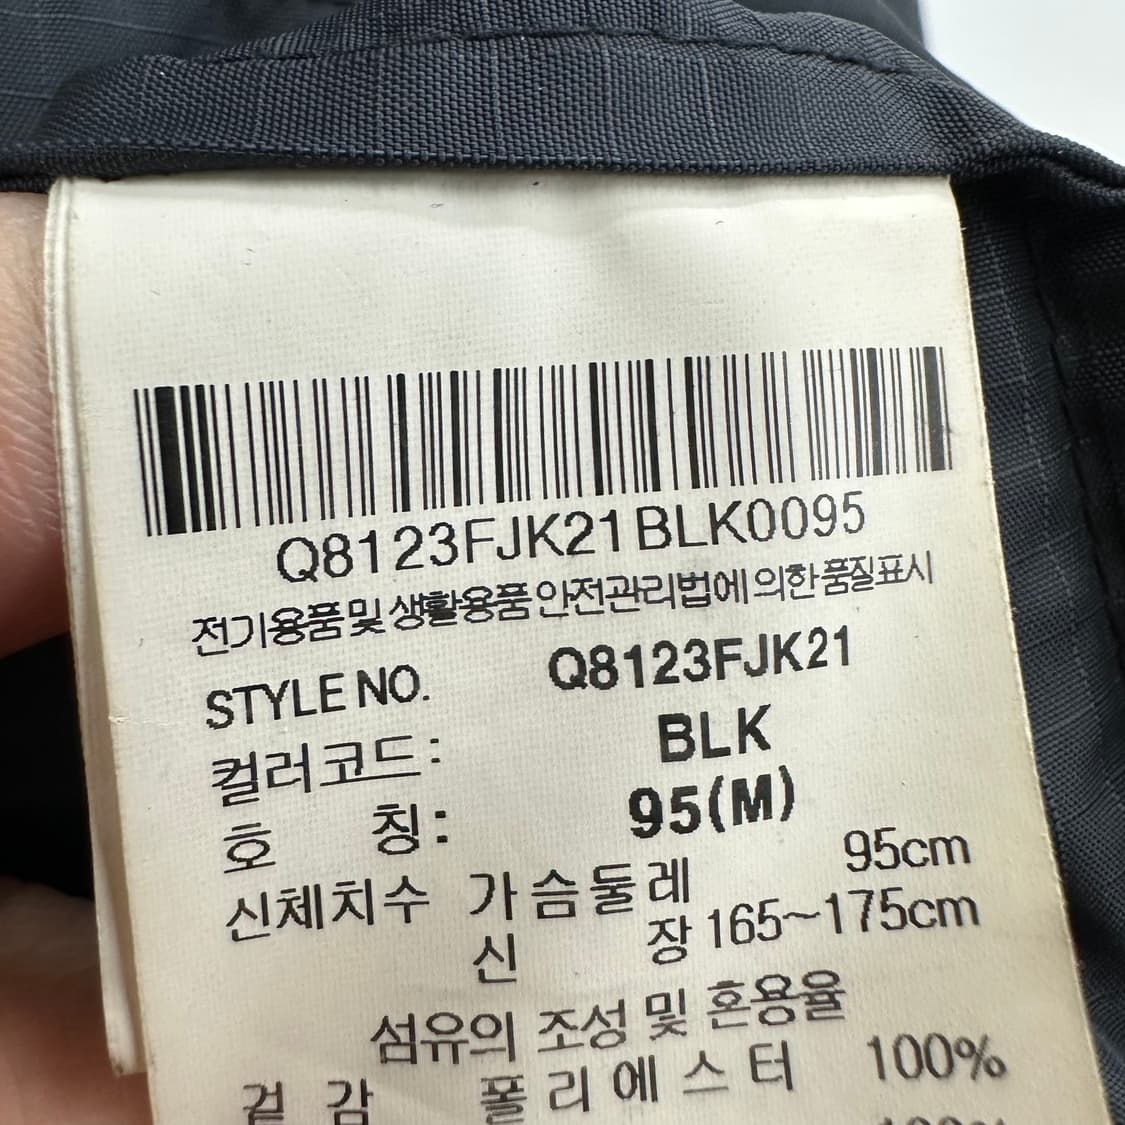 Q8123FJK21BLK0095
전기용품및 생활용품 안전관리법에 의한 품질표시
STYLE NO. Q8123FJK21
컬러코드: BLK
호 칭: 95(M)
신체치수 가슴둘레 95cm
신 장 165~175cm
섬유의 조성 및 혼용율
겉 감 폴리에스터 100%